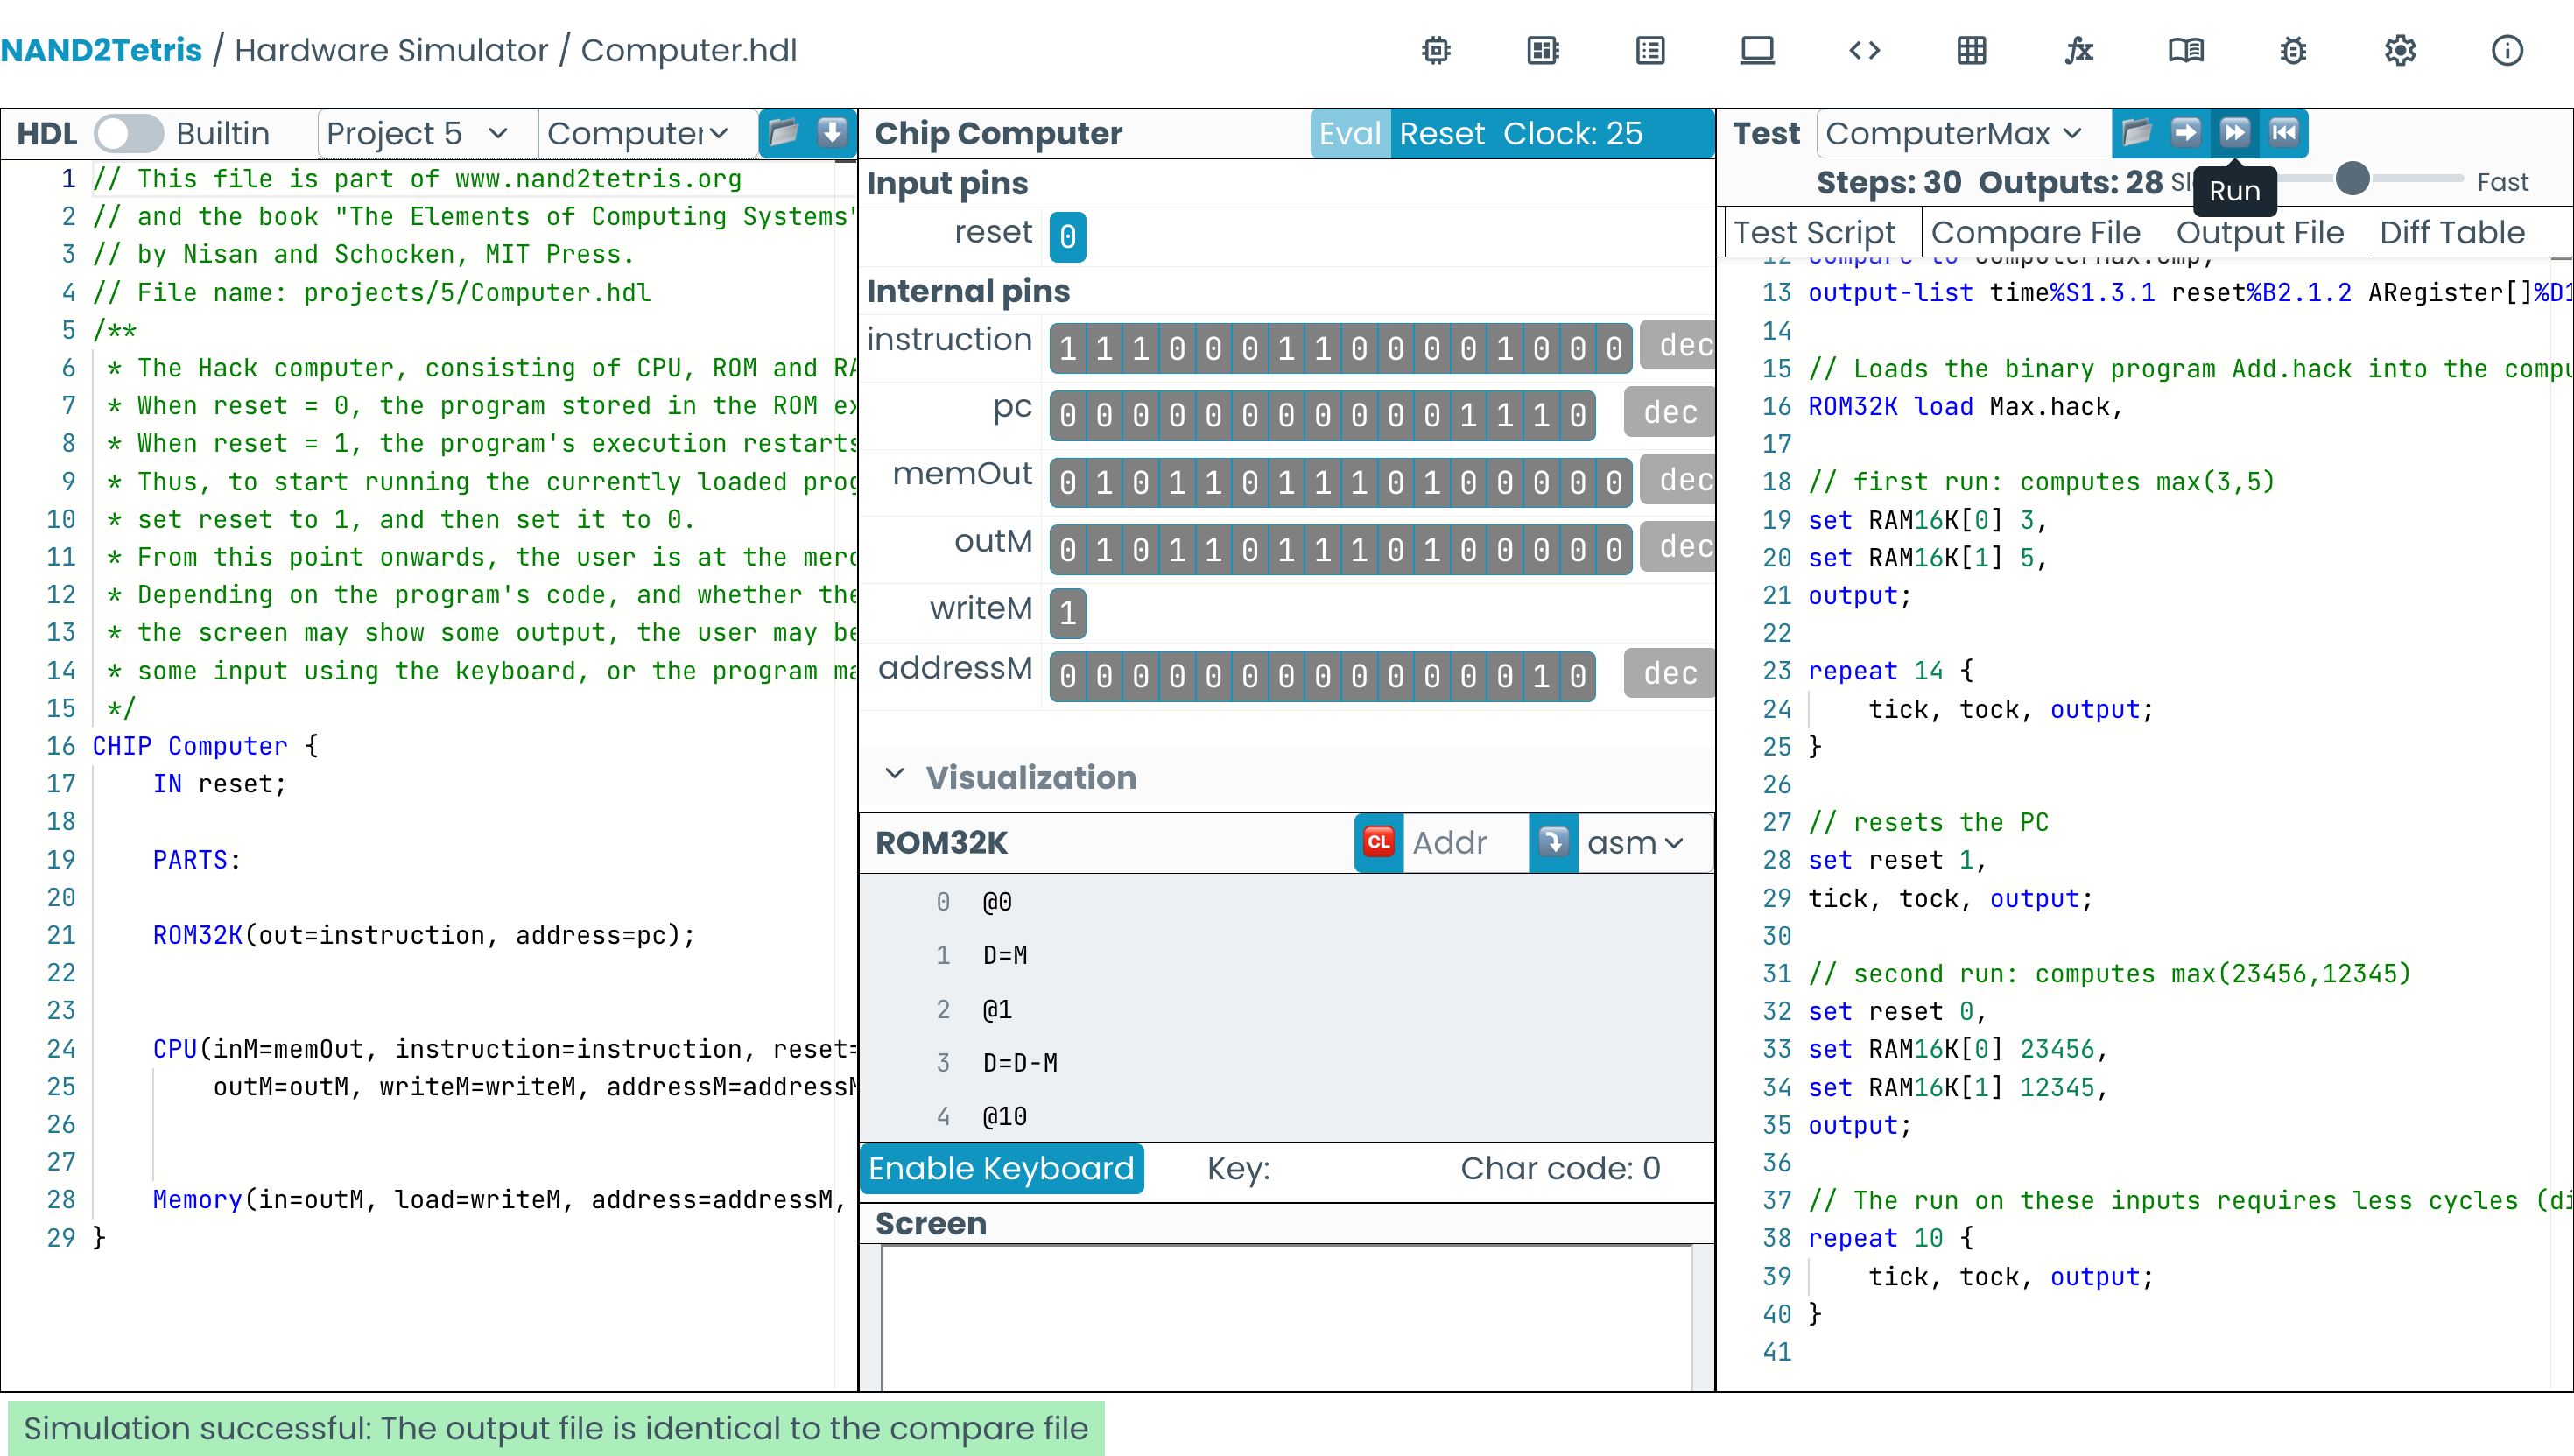 NAND2Tetris / Hardware Simulator / Computer.hdl
HDL Builtin Project 5 Computer
1 // This file is part of www.nand2tetris.org
2 // and the book "The Elements of Computing Systems"
3 // by Nisan and Schocken, MIT Press.
4 // File name: projects/5/Computer.hdl
5 /**
6 * The Hack computer, consisting of CPU, ROM and RA
7 * When reset = 0, the program stored in the ROM ex
8 * When reset = 1, the program's execution restarts
9 * Thus, to start running the currently loaded prog
10 * set reset to 1, and then set it to 0.
11 * From this point onwards, the user is at the merc
12 * Depending on the program's code, and whether the
13 * the screen may show some output, the user may be
14 * some input using the keyboard, or the program ma
15 */
16 CHIP Computer {
17 IN reset;
18
19 PARTS:
20
21 ROM32K(out=instruction, address=pc);
22
23
24 CPU(inM=memOut, instruction=instruction, reset=
25 outM=outM, writeM=writeM, addressM=addressM
26
27
28 Memory(in=outM, load=writeM, address=addressM,
29 }
Chip Computer Eval Reset Clock: 25
Input pins
reset 0
Internal pins
instruction 1 1 1 0 0 0 1 1 0 0 0 0 1 0 0 0 dec
pc 0 0 0 0 0 0 0 0 0 0 0 1 1 1 0 dec
memOut 0 1 0 1 1 0 1 1 1 0 1 0 0 0 0 0 dec
outM 0 1 0 1 1 0 1 1 1 0 1 0 0 0 0 0 dec
writeM 1
addressM 0 0 0 0 0 0 0 0 0 0 0 0 0 1 0 dec
Visualization
ROM32K CL Addr asm
0 @0
1 D=M
2 @1
3 D=D-M
4 @10
Enable Keyboard Key: Char code: 0
Screen
Test ComputerMax
Steps: 30 Outputs: 28 Sl Run Fast
Test Script Compare File Output File Diff Table
12 compare to ComputerMax.cmp,
13 output-list time%S1.3.1 reset%B2.1.2 ARegister[]%D1
14
15 // Loads the binary program Add.hack into the compu
16 ROM32K load Max.hack,
17
18 // first run: computes max(3,5)
19 set RAM16K[0] 3,
20 set RAM16K[1] 5,
21 output;
22
23 repeat 14 {
24 tick, tock, output;
25 }
26
27 // resets the PC
28 set reset 1,
29 tick, tock, output;
30
31 // second run: computes max(23456,12345)
32 set reset 0,
33 set RAM16K[0] 23456,
34 set RAM16K[1] 12345,
35 output;
36
37 // The run on these inputs requires less cycles (di
38 repeat 10 {
39 tick, tock, output;
40 }
41
Simulation successful: The output file is identical to the compare file